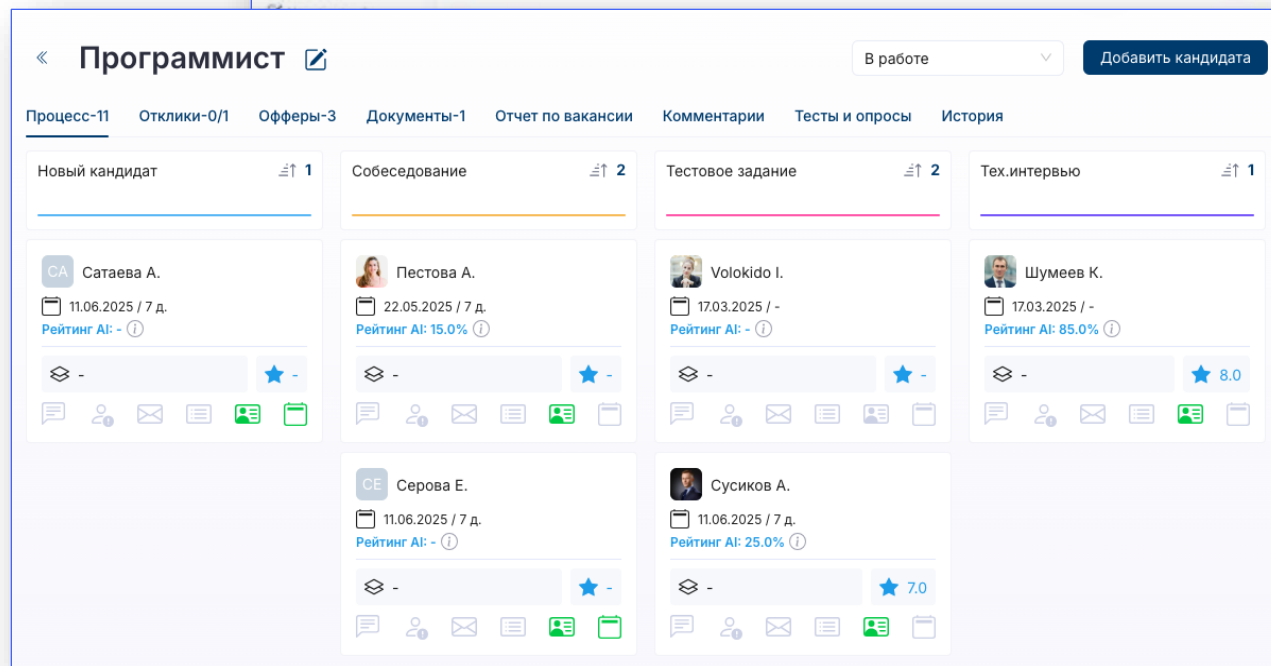 Программист
В работе
Добавить кандидата
Процесс-11 Отклики-0/1 Офферы-3 Документы-1 Отчет по вакансии Комментарии Тесты и опросы История
Новый кандидат 1
Собеседование 2
Тестовое задание 2
Тех.интервью 1
СА Сатаева А.
11.06.2025 / 7 д.
Рейтинг AI: -
- -
Пестова А.
22.05.2025 / 7 д.
Рейтинг AI: 15.0%
- -
Volokido I.
17.03.2025 / -
Рейтинг AI: -
- -
Шумеев К.
17.03.2025 / -
Рейтинг AI: 85.0%
- 8.0
СЕ Серова Е.
11.06.2025 / 7 д.
Рейтинг AI: -
- -
Сусиков А.
11.06.2025 / 7 д.
Рейтинг AI: 25.0%
- 7.0